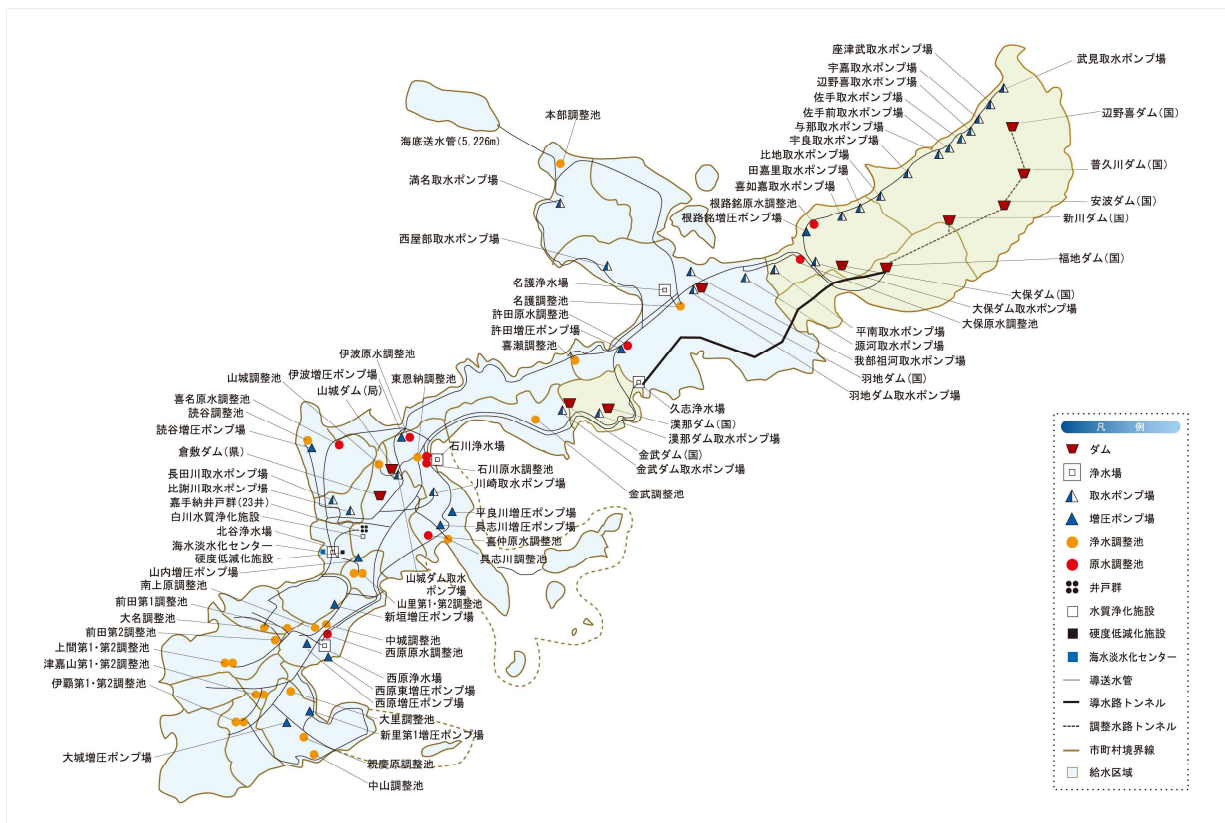 座津武取水ポンプ場
宇嘉取水ポンプ場
辺野喜取水ポンプ場
佐手取水ポンプ場
佐手前取水ポンプ場
与那取水ポンプ場
宇良取水ポンプ場
比地取水ポンプ場
田嘉里取水ポンプ場
喜如嘉取水ポンプ場
根路銘原水調整池
根路銘増圧ポンプ場
武見取水ポンプ場
辺野喜ダム(国)
普久川ダム(国)
安波ダム(国)
新川ダム(国)
福地ダム(国)
大保ダム(国)
大保ダム取水ポンプ場
大保原水調整池
平南取水ポンプ場
源河取水ポンプ場
我部祖河取水ポンプ場
羽地ダム(国)
羽地ダム取水ポンプ場
本部調整池
海底送水管(5,226m)
満名取水ポンプ場
西屋部取水ポンプ場
名護浄水場
名護調整池
許田原水調整池
許田増圧ポンプ場
喜瀬調整池
久志浄水場
漢那ダム(国)
漢那ダム取水ポンプ場
金武ダム(国)
金武ダム取水ポンプ場
金武調整池
伊波原水調整池
伊波増圧ポンプ場
東恩納調整池
山城調整池
山城ダム(局)
喜名原水調整池
読谷調整池
読谷増圧ポンプ場
倉敷ダム(県)
長田川取水ポンプ場
比謝川取水ポンプ場
嘉手納井戸群(23井)
白川水質浄化施設
北谷浄水場
海水淡水化センター
硬度低減化施設
山内増圧ポンプ場
南上原調整池
前田第1調整池
大名調整池
前田第2調整池
上間第1・第2調整池
津嘉山第1・第2調整池
伊覇第1・第2調整池
大城増圧ポンプ場
石川浄水場
石川原水調整池
川崎取水ポンプ場
平良川増圧ポンプ場
具志川増圧ポンプ場
喜仲原水調整池
具志川調整池
山城ダム取水
ポンプ場
山里第1・第2調整池
新垣増圧ポンプ場
中城調整池
西原原水調整池
西原浄水場
西原東増圧ポンプ場
西原増圧ポンプ場
大里調整池
新里第1増圧ポンプ場
親慶原調整池
中山調整池
凡例
ダム
浄水場
取水ポンプ場
増圧ポンプ場
浄水調整池
原水調整池
井戸群
水質浄化施設
硬度低減化施設
海水淡水化センター
導送水管
導水路トンネル
調整水路トンネル
市町村境界線
給水区域